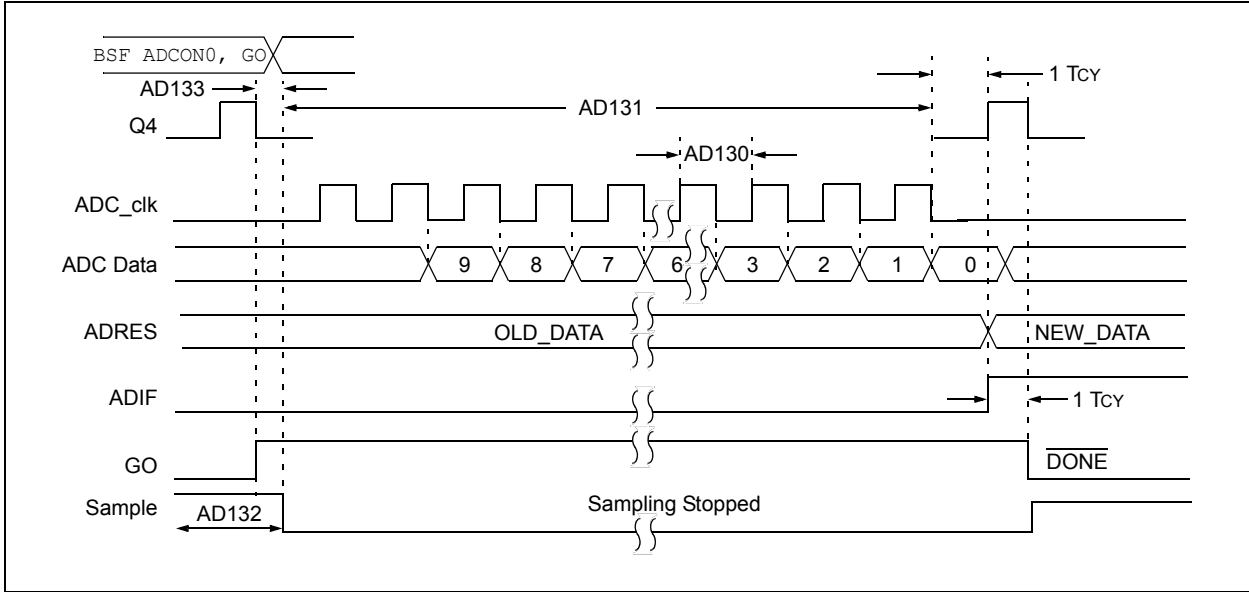 BSF ADCON0, GO
1 TCY
AD133
AD131
Q4
AD130
ADC_clk
ADC Data
9 8 7 6 3 2 1 0
ADRES
OLD_DATA
NEW_DATA
ADIF
1 TCY
GO
DONE
Sample
AD132
Sampling Stopped